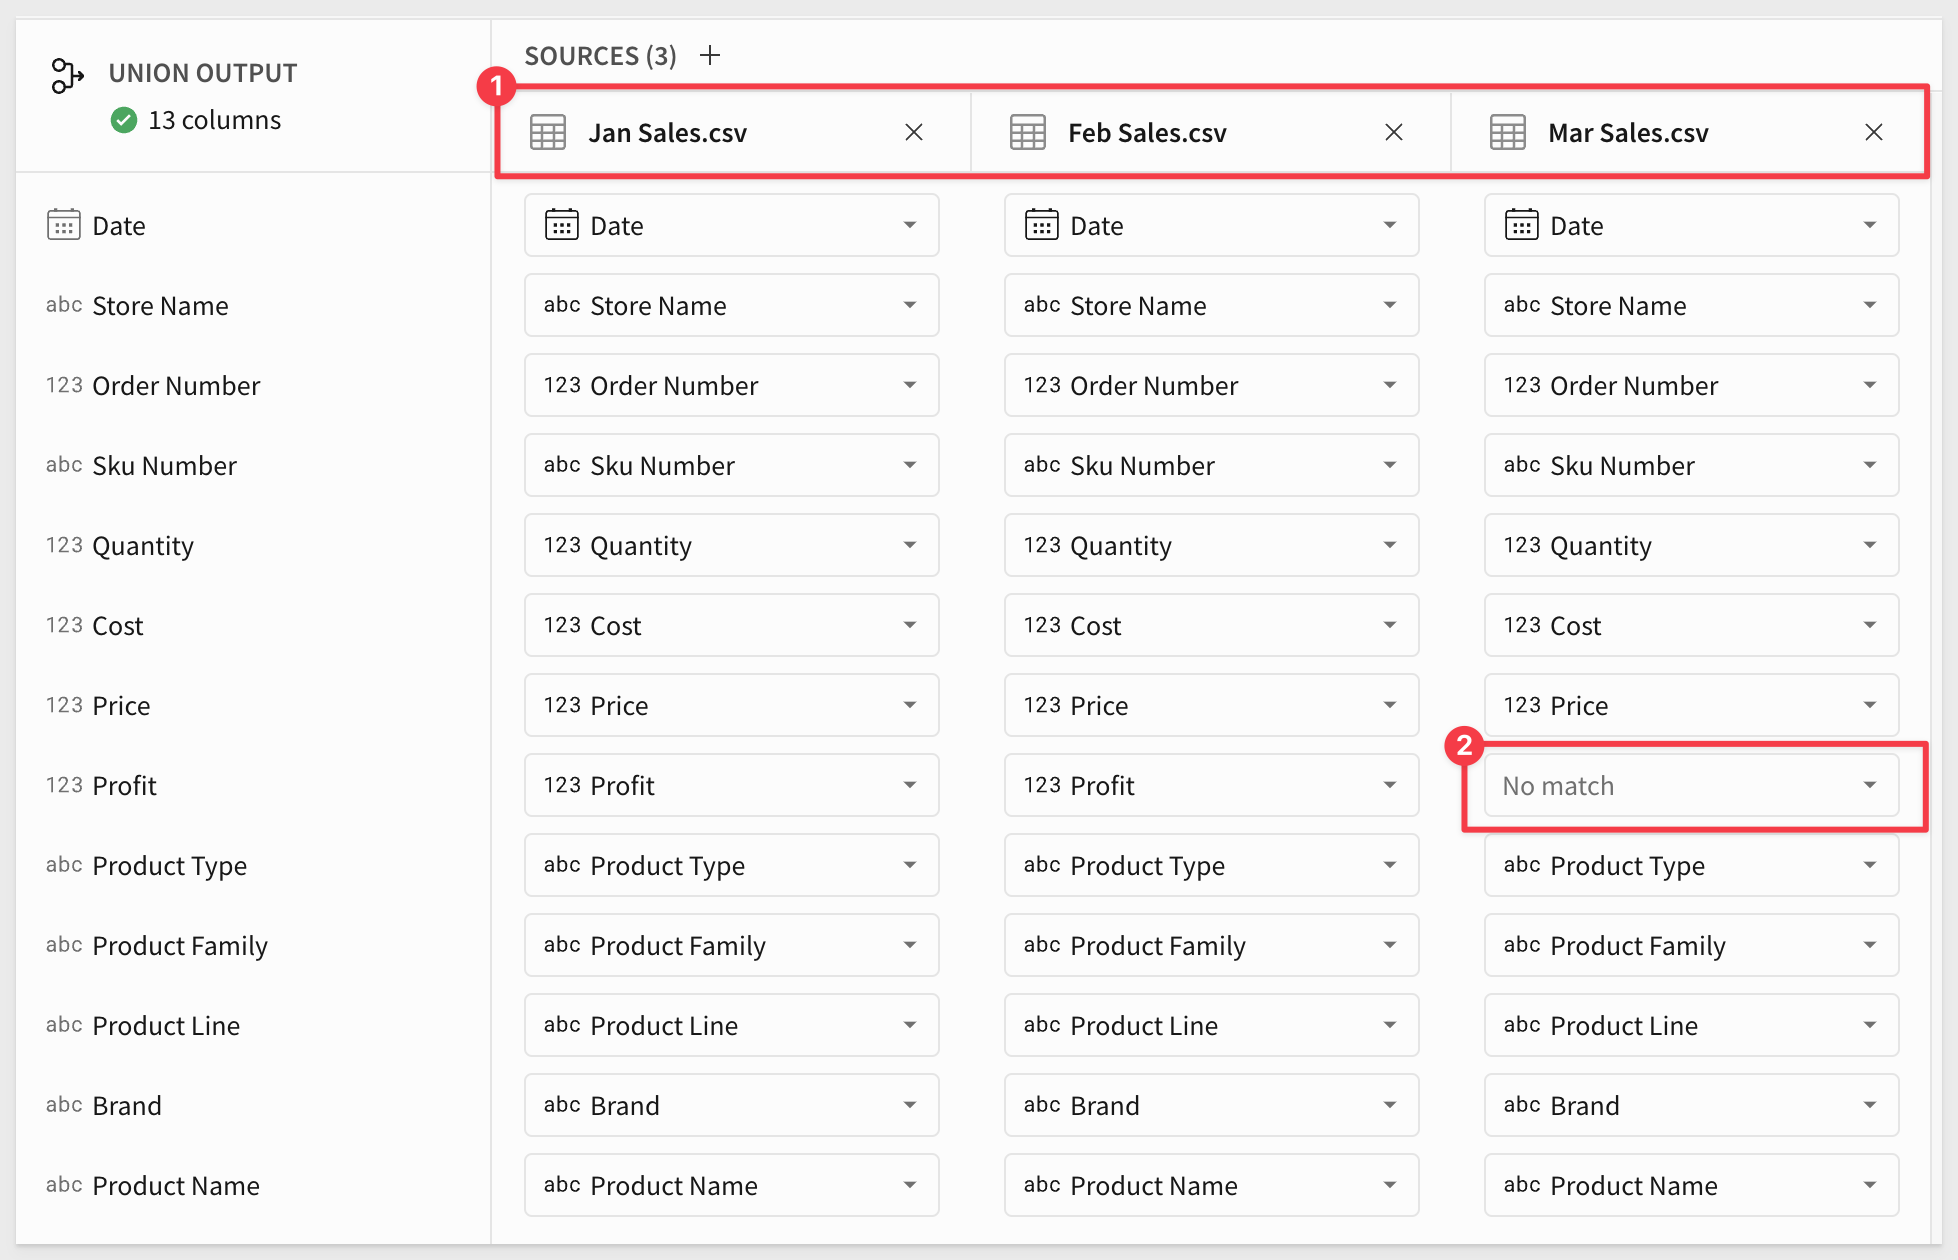 UNION OUTPUT
13 columns
SOURCES (3) +
1
Jan Sales.csv
Feb Sales.csv
Mar Sales.csv
Date Date Date Date
abc Store Name abc Store Name abc Store Name abc Store Name
123 Order Number 123 Order Number 123 Order Number 123 Order Number
abc Sku Number abc Sku Number abc Sku Number abc Sku Number
123 Quantity 123 Quantity 123 Quantity 123 Quantity
123 Cost 123 Cost 123 Cost 123 Cost
123 Price 123 Price 123 Price 123 Price
2
123 Profit 123 Profit 123 Profit No match
abc Product Type abc Product Type abc Product Type abc Product Type
abc Product Family abc Product Family abc Product Family abc Product Family
abc Product Line abc Product Line abc Product Line abc Product Line
abc Brand abc Brand abc Brand abc Brand
abc Product Name abc Product Name abc Product Name abc Product Name